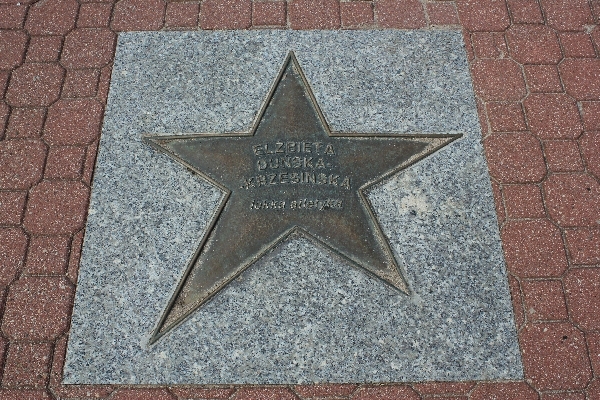 ELŻBIETA
DUŃSKA-
KRZESIŃSKA
lekka atletyka